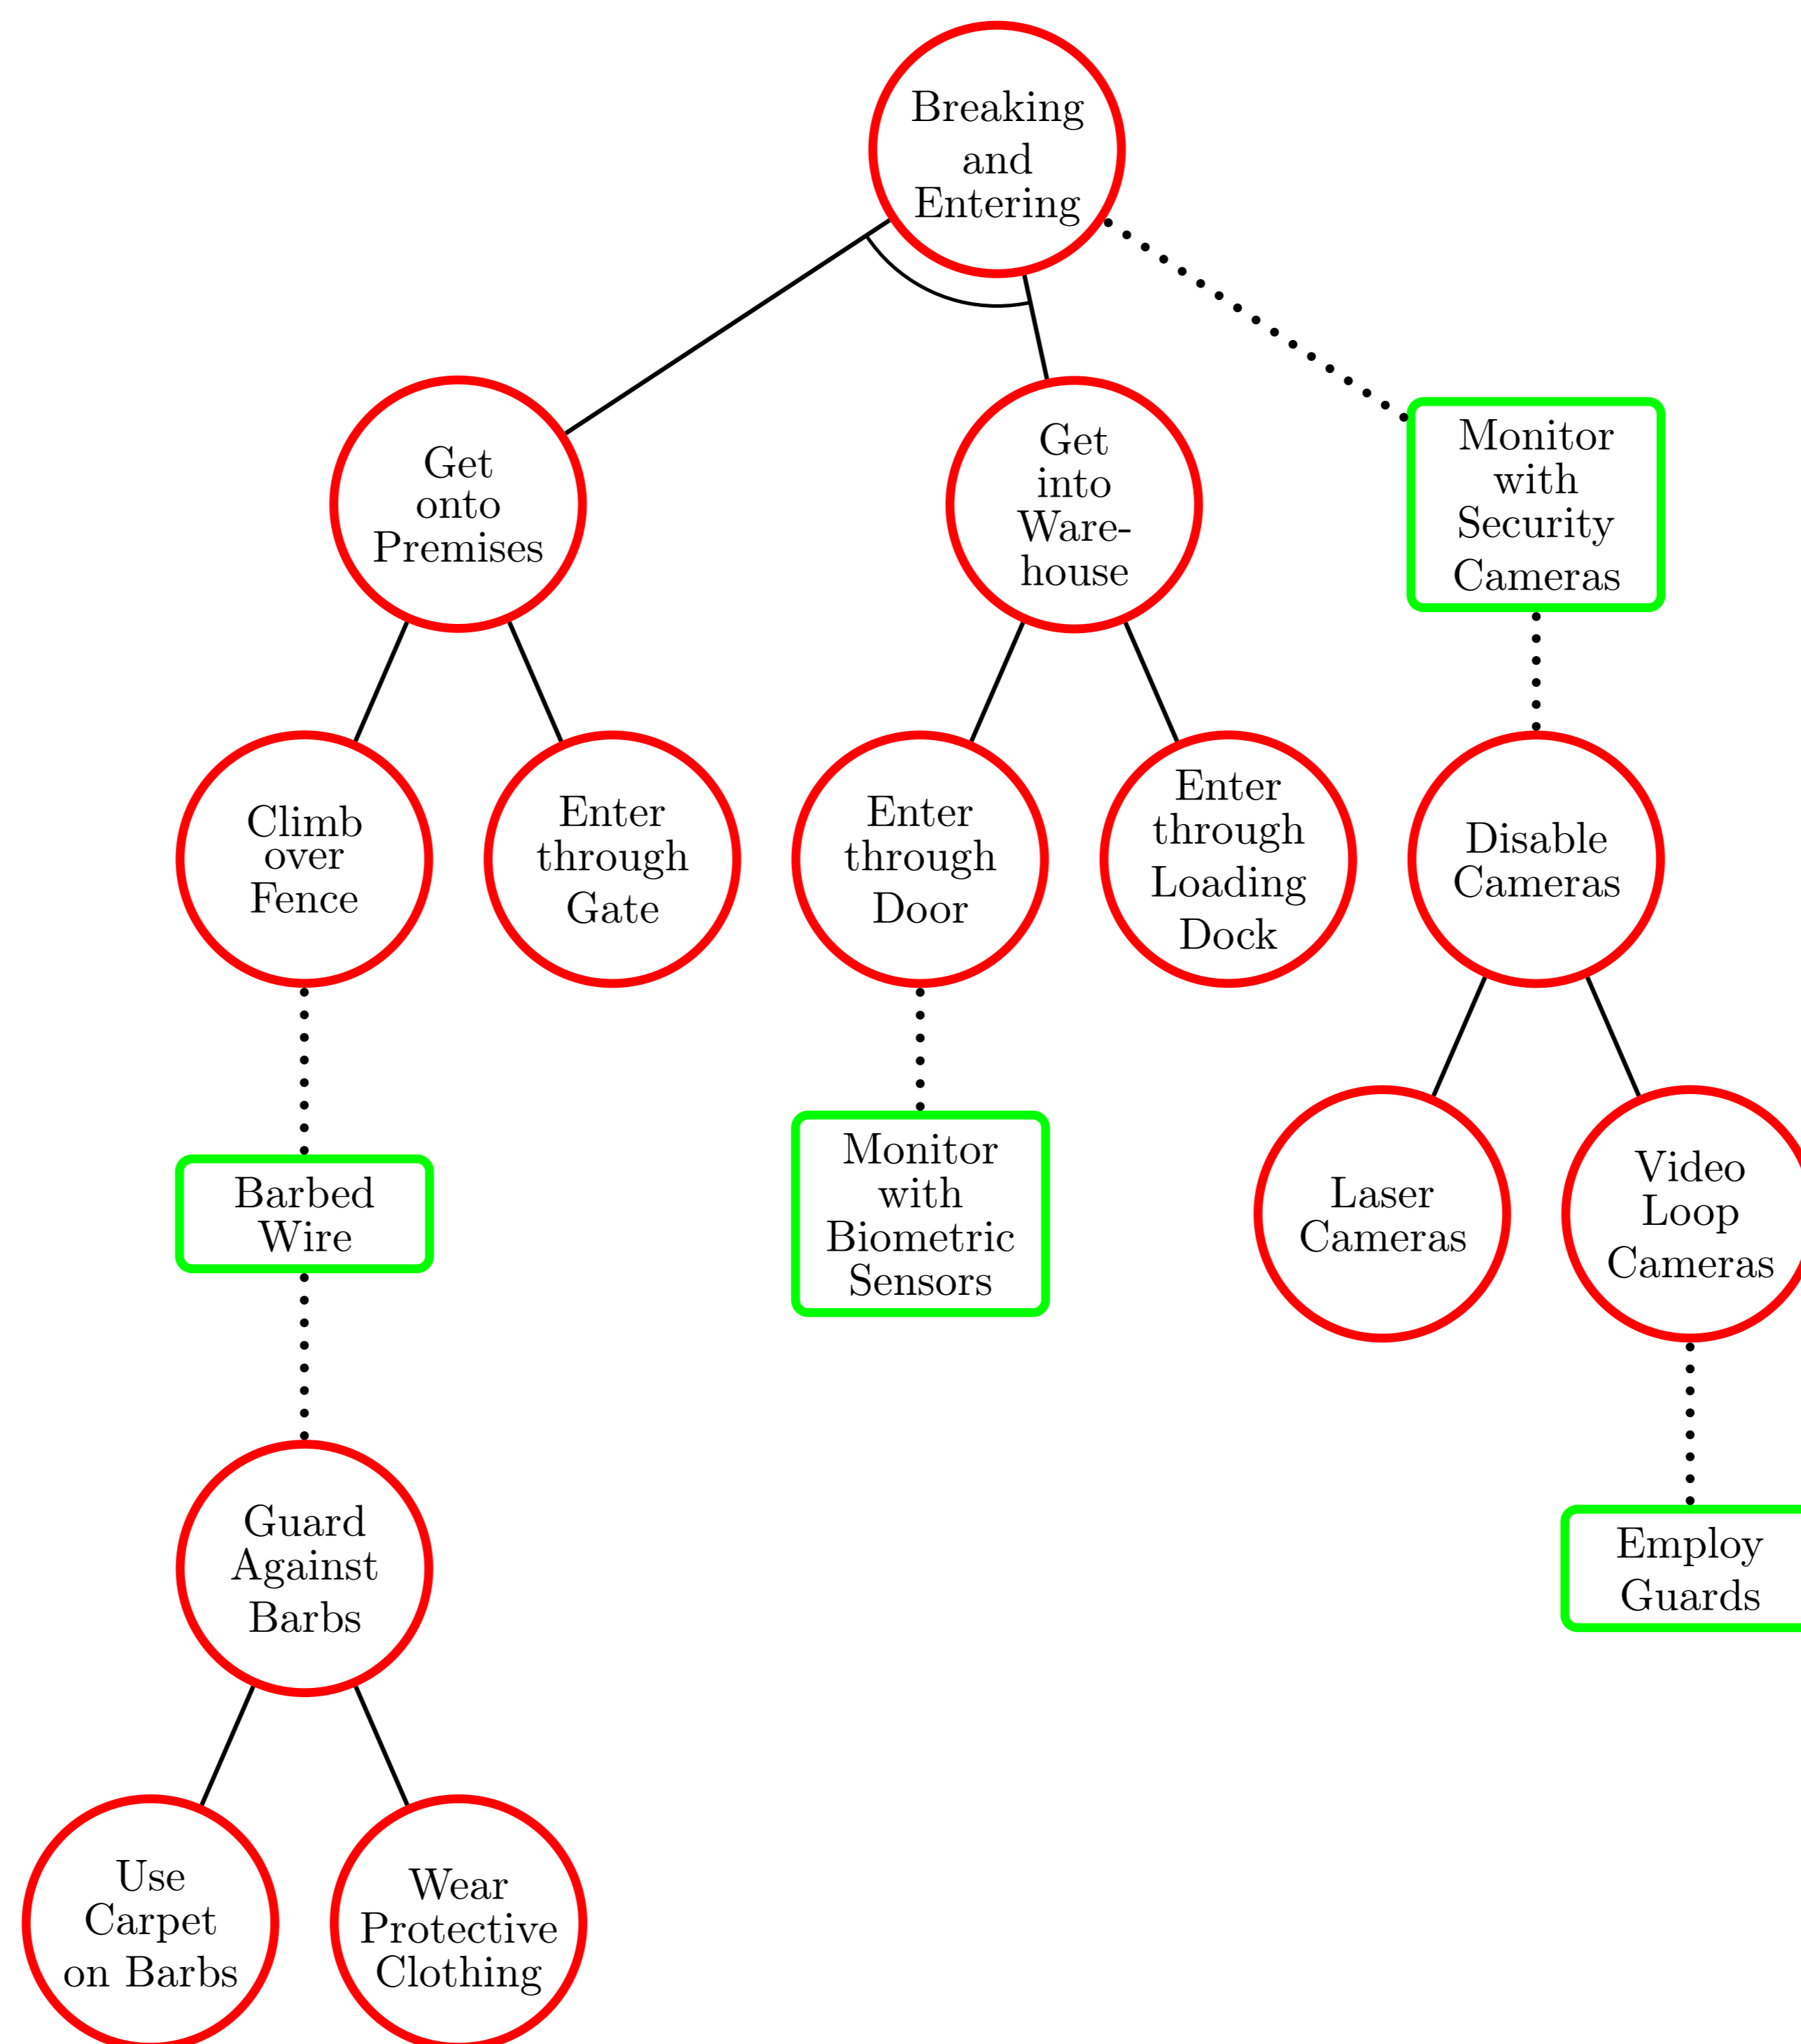 Breaking
and
Entering
Get
onto
Premises
Get
into
Ware-
house
Monitor
with
Security
Cameras
Climb
over
Fence
Enter
through
Gate
Enter
through
Door
Enter
through
Loading
Dock
Disable
Cameras
Barbed
Wire
Monitor
with
Biometric
Sensors
Laser
Cameras
Video
Loop
Cameras
Guard
Against
Barbs
Employ
Guards
Use
Carpet
on Barbs
Wear
Protective
Clothing